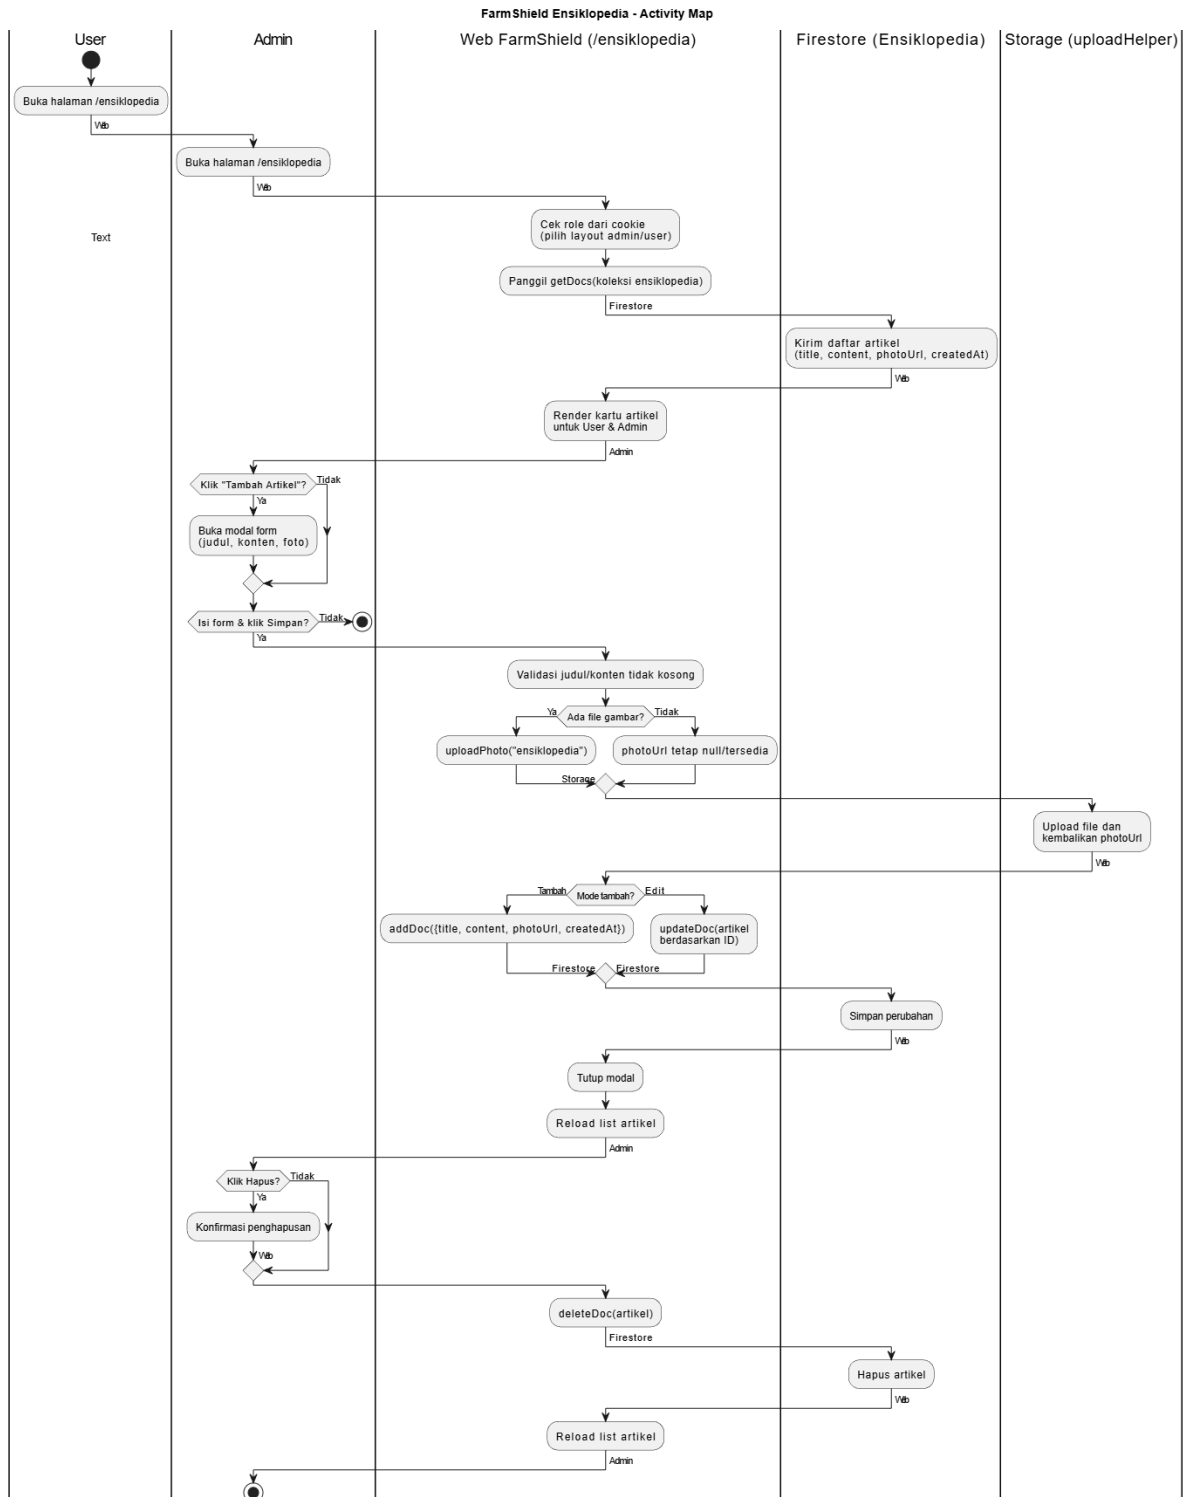 FarmShield Ensiklopedia - Activity Map
User
Admin
Web FarmShield (/ensiklopedia)
Firestore (Ensiklopedia)
Storage (uploadHelper)
Buka halaman /ensiklopedia
Web
Buka halaman /ensiklopedia
Web
Text
Cek role dari cookie
(pilih layout admin/user)
Panggil getDocs(koleksi ensiklopedia)
Firestore
Kirim daftar artikel
(title, content, photoUrl, createdAt)
Web
Render kartu artikel
untuk User & Admin
Admin
Klik "Tambah Artikel"?
Tidak
Ya
Buka modal form
(judul, konten, foto)
Isi form & klik Simpan?
Tidak
Ya
Validasi judul/konten tidak kosong
Ya
Ada file gambar?
Tidak
uploadPhoto("ensiklopedia")
photoUrl tetap null/tersedia
Storage
Upload file dan
kembalikan photoUrl
Web
Tambah
Mode tambah?
Edit
addDoc({title, content, photoUrl, createdAt})
updateDoc(artikel
berdasarkan ID)
Firestore
Firestore
Simpan perubahan
Web
Tutup modal
Reload list artikel
Admin
Klik Hapus?
Tidak
Ya
Konfirmasi penghapusan
Web
deleteDoc(artikel)
Firestore
Hapus artikel
Web
Reload list artikel
Admin